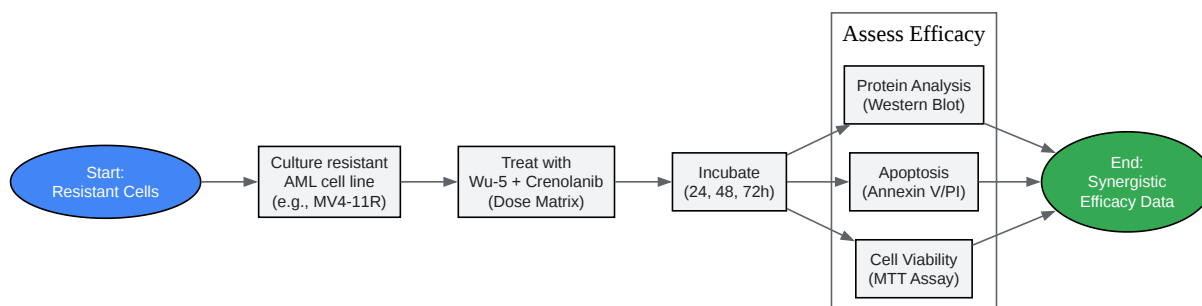 Start:
Resistant Cells
Culture resistant
AML cell line
(e.g., MV4-11R)
Treat with
Wu-5 + Crenolanib
(Dose Matrix)
Incubate
(24, 48, 72h)
Assess Efficacy
Protein Analysis
(Western Blot)
Apoptosis
(Annexin V/PI)
Cell Viability
(MTT Assay)
End:
Synergistic
Efficacy Data